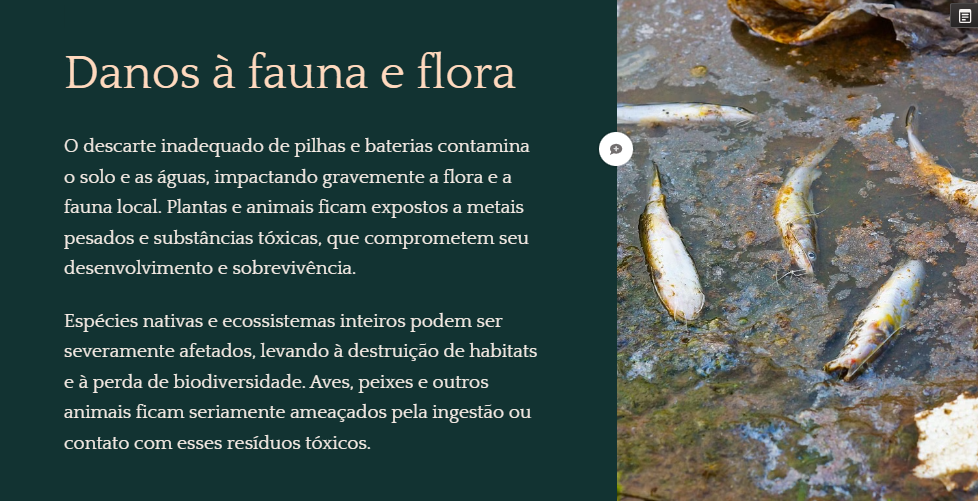 Danos à fauna e flora
O descarte inadequado de pilhas e baterias contamina
o solo e as águas, impactando gravemente a flora e a
fauna local. Plantas e animais ficam expostos a metais
pesados e substâncias tóxicas, que comprometem seu
desenvolvimento e sobrevivência.
Espécies nativas e ecossistemas inteiros podem ser
severamente afetados, levando à destruição de habitats
e à perda de biodiversidade. Aves, peixes e outros
animais ficam seriamente ameaçados pela ingestão ou
contato com esses resíduos tóxicos.